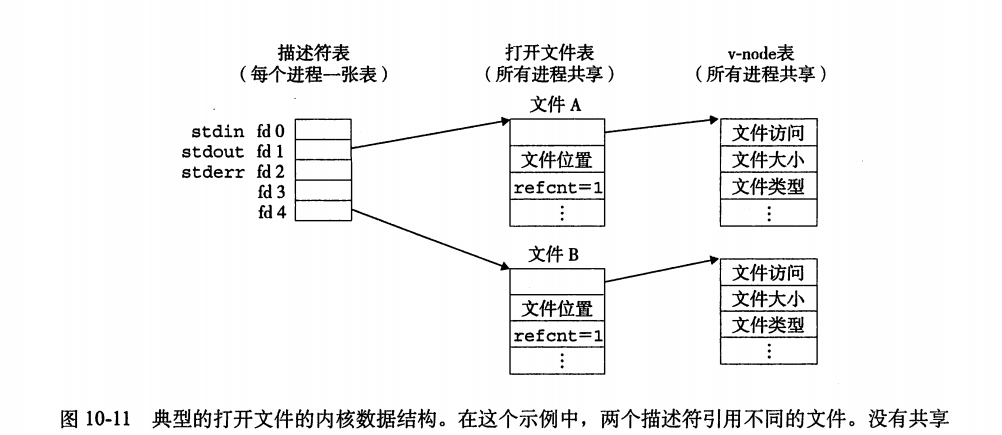 描述符表 打开文件表 v-node表
（每个进程一张表） （所有进程共享） （所有进程共享）
文件 A
stdin fd 0
stdout fd 1
stderr fd 2
fd 3
fd 4
文件位置
refcnt=1
⋮
文件访问
文件大小
文件类型
⋮
文件 B
文件位置
refcnt=1
⋮
文件访问
文件大小
文件类型
⋮
图 10-11 典型的打开文件的内核数据结构。在这个示例中，两个描述符引用不同的文件。没有共享